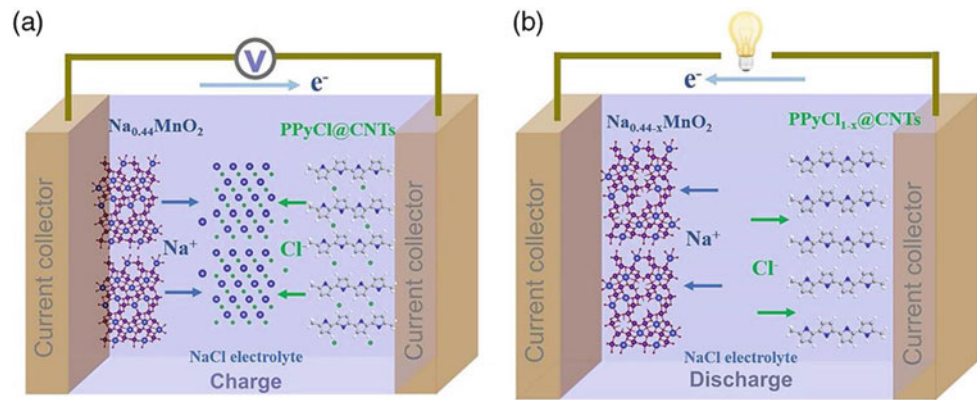 (a)
V
e⁻
Na₀.₄₄MnO₂
PPyCl@CNTs
Current collector
Na⁺
Cl⁻
Current collector
NaCl electrolyte
Charge
(b)
e⁻
Na₀.₄₄₋ₓMnO₂
PPyCl₁₋ₓ@CNTs
Current collector
Na⁺
Cl⁻
Current collector
NaCl electrolyte
Discharge